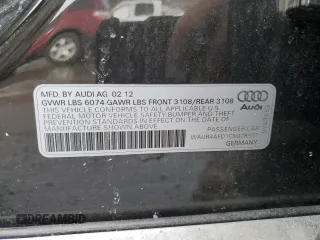 MFD. BY AUDI AG 02 12
GVWR LBS 6074 GAWR LBS FRONT 3108/REAR 3108
THIS VEHICLE CONFORMS TO ALL APPLICABLE U.S.
FEDERAL MOTOR VEHICLE SAFETY BUMPER AND THEFT
PREVENTION STANDARDS IN EFFECT ON THE
DATE OF MANUFACTURE SHOWN ABOVE.
Audi
PASSENGER CAR
GERMANY
DREAMBID